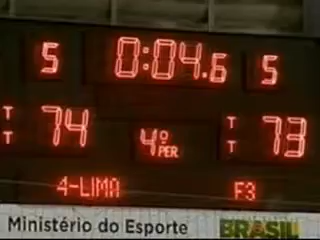 5 0:04.6 5
T T 74 4º PER T T 73
4-LIMA F3
Ministério do Esporte BRASIL